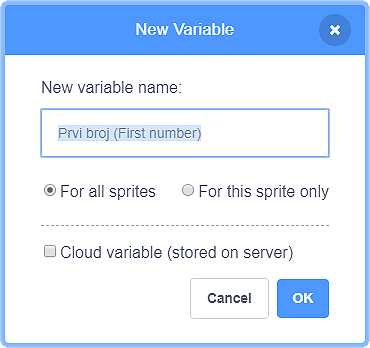 New Variable
New variable name:
Prvi broj (First number)
For all sprites For this sprite only
Cloud variable (stored on server)
Cancel OK